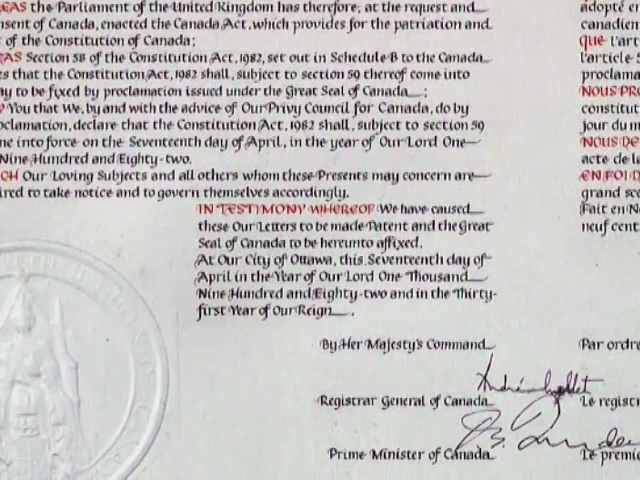 EAS the Parliament of the United Kingdom has therefore, at the request and
nsent of Canada, enacted the Canada Act, which provides for the patriation and
t of the Constitution of Canada;
EAS Section 58 of the Constitution Act, 1982, set out in Schedule B to the Canada
s that the Constitution Act, 1982 shall, subject to section 59 thereof come into
ay to be fixed by proclamation issued under the Great Seal of Canada;
You that We, by and with the advice of Our Privy Council for Canada, do by
oclamation, declare that the Constitution Act, 1982 shall, subject to section 59
me into force on the Seventeenth day of April, in the year of Our Lord One
Nine Hundred and Eighty-two.
CH Our Loving Subjects and all others whom these Presents may concern are
ired to take notice and to govern themselves accordingly.
IN TESTIMONY WHEREOF We have caused
these Our Letters to be made Patent and the Great
Seal of Canada to be hereunto affixed.
At Our City of Ottawa, this Seventeenth day of
April in the Year of Our Lord One Thousand
Nine Hundred and Eighty-two and in the Thirty-
first Year of Our Reign.
By Her Majesty's Command
Registrar General of Canada
Prime Minister of Canada
adopté en
canadien
que l'art
l'article 5
proclama
NOUS PRO
constitut
jour du m
NOUS DE
acte de l
EN FOI D
grand sce
Fait en N
neuf cent
Par ordre
Le regist
Le premie